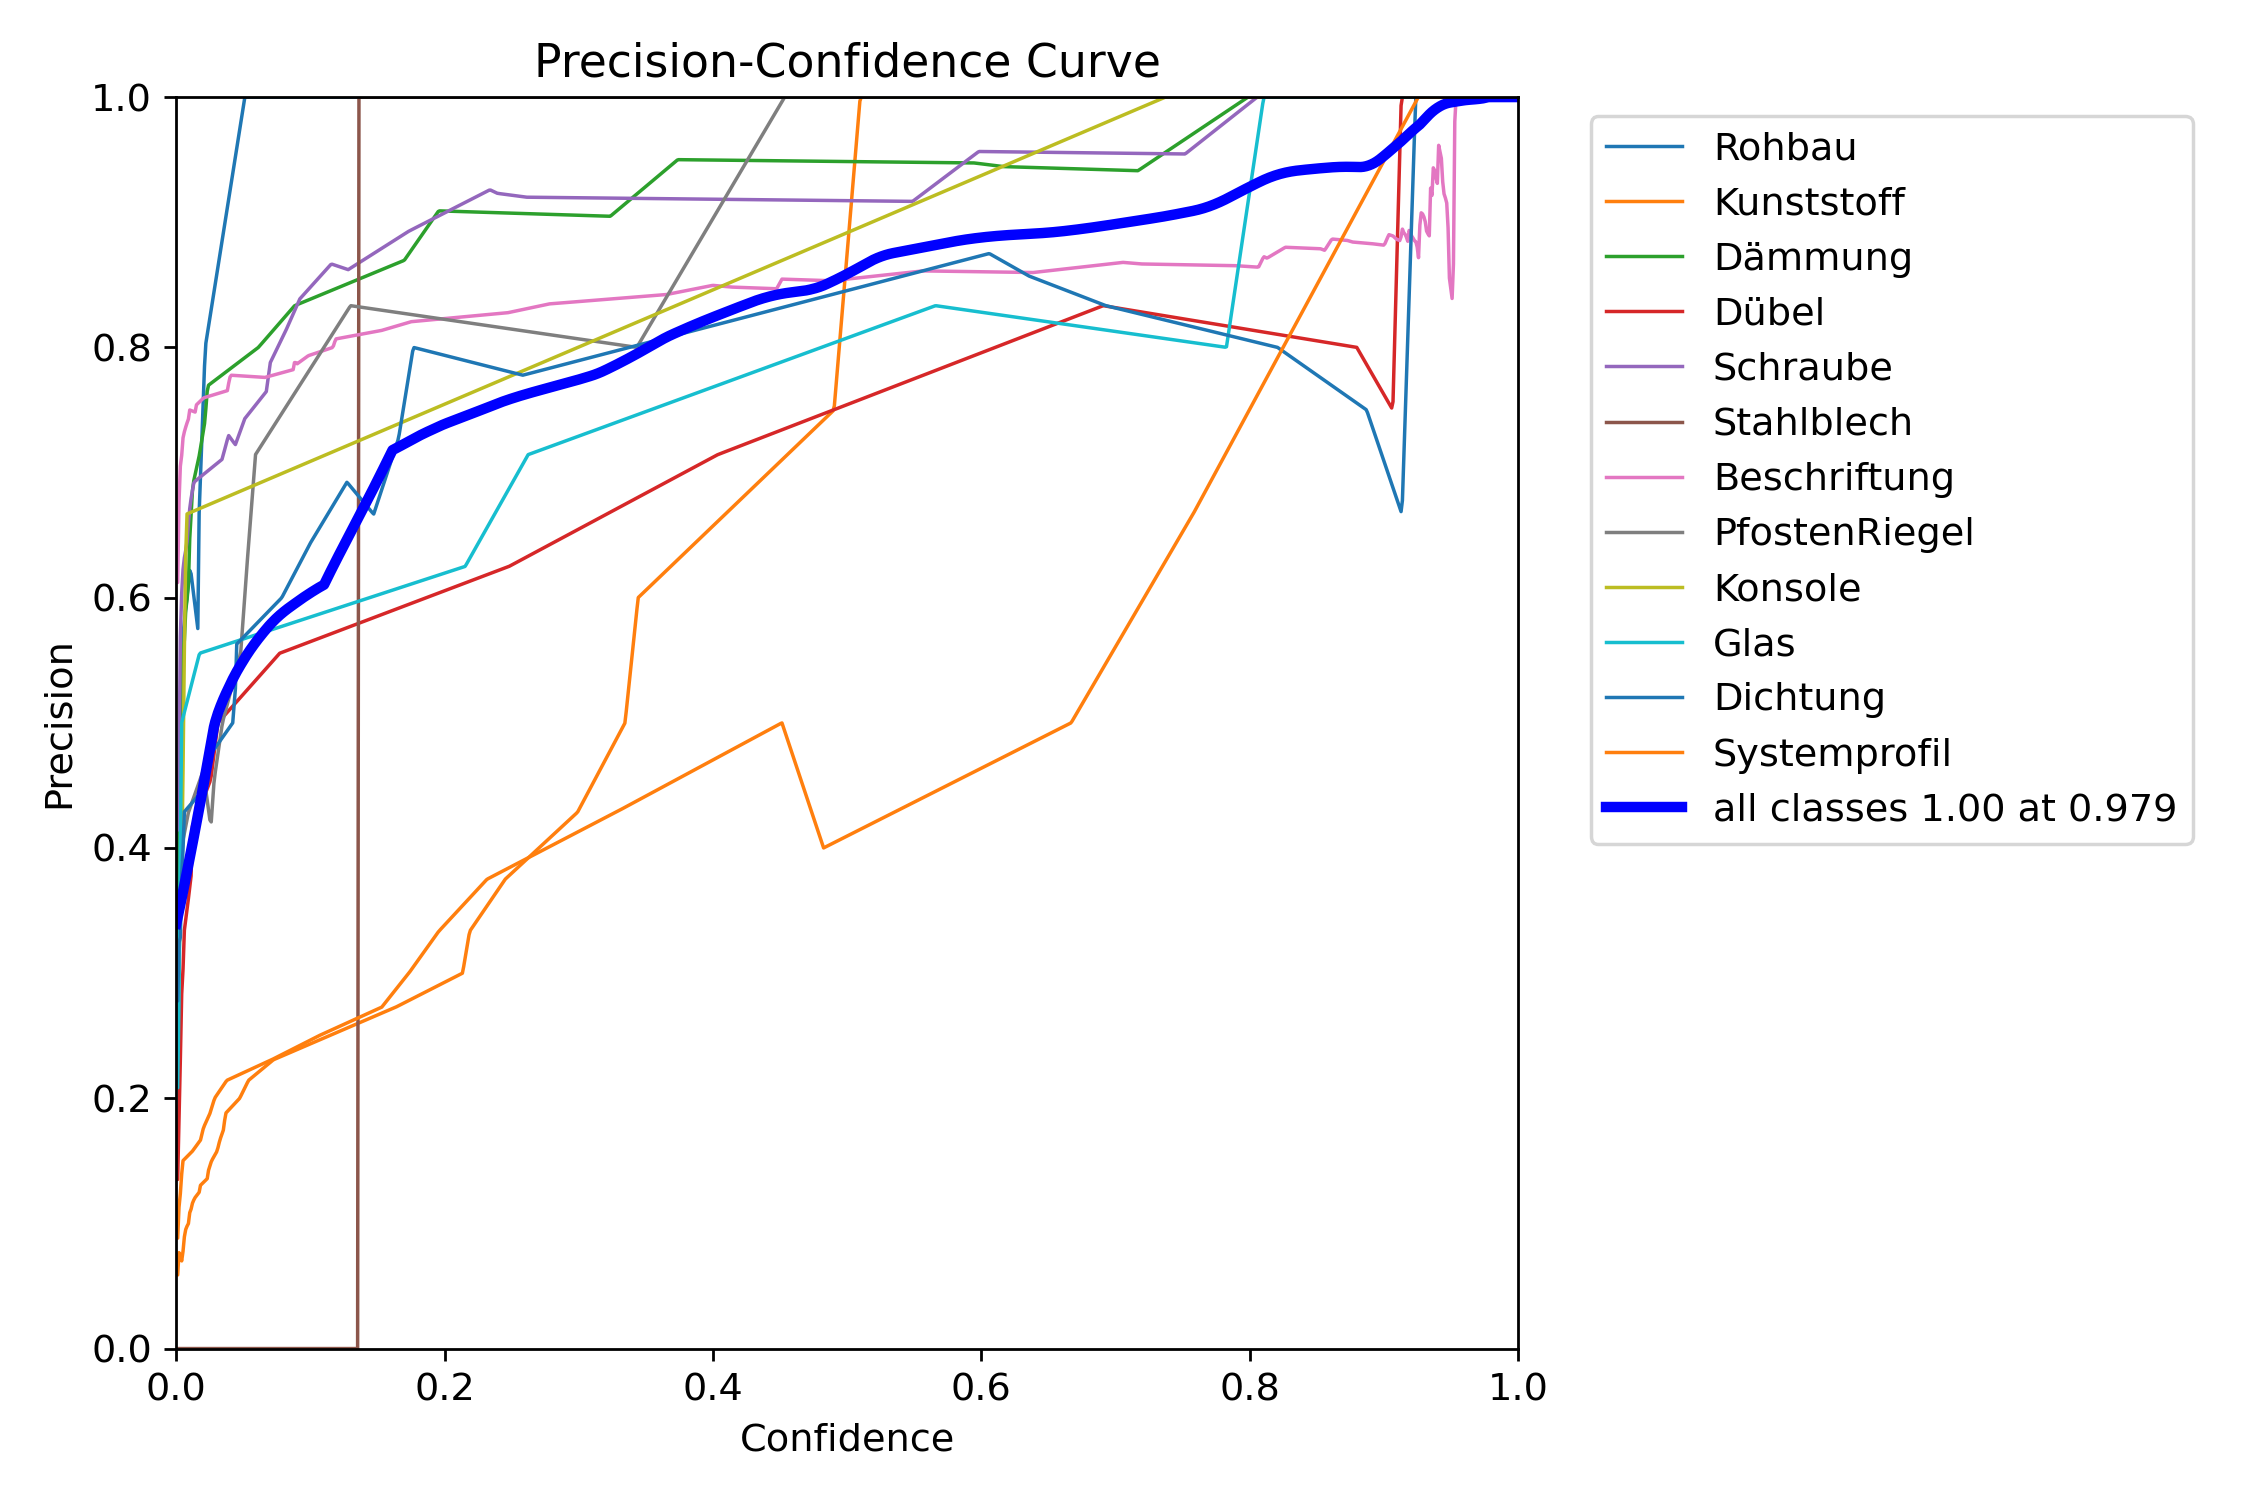 Precision-Confidence Curve
1.0
0.8
0.6
0.4
0.2
0.0
Precision
0.0 0.2 0.4 0.6 0.8 1.0
Confidence
Rohbau
Kunststoff
Dämmung
Dübel
Schraube
Stahlblech
Beschriftung
PfostenRiegel
Konsole
Glas
Dichtung
Systemprofil
all classes 1.00 at 0.979